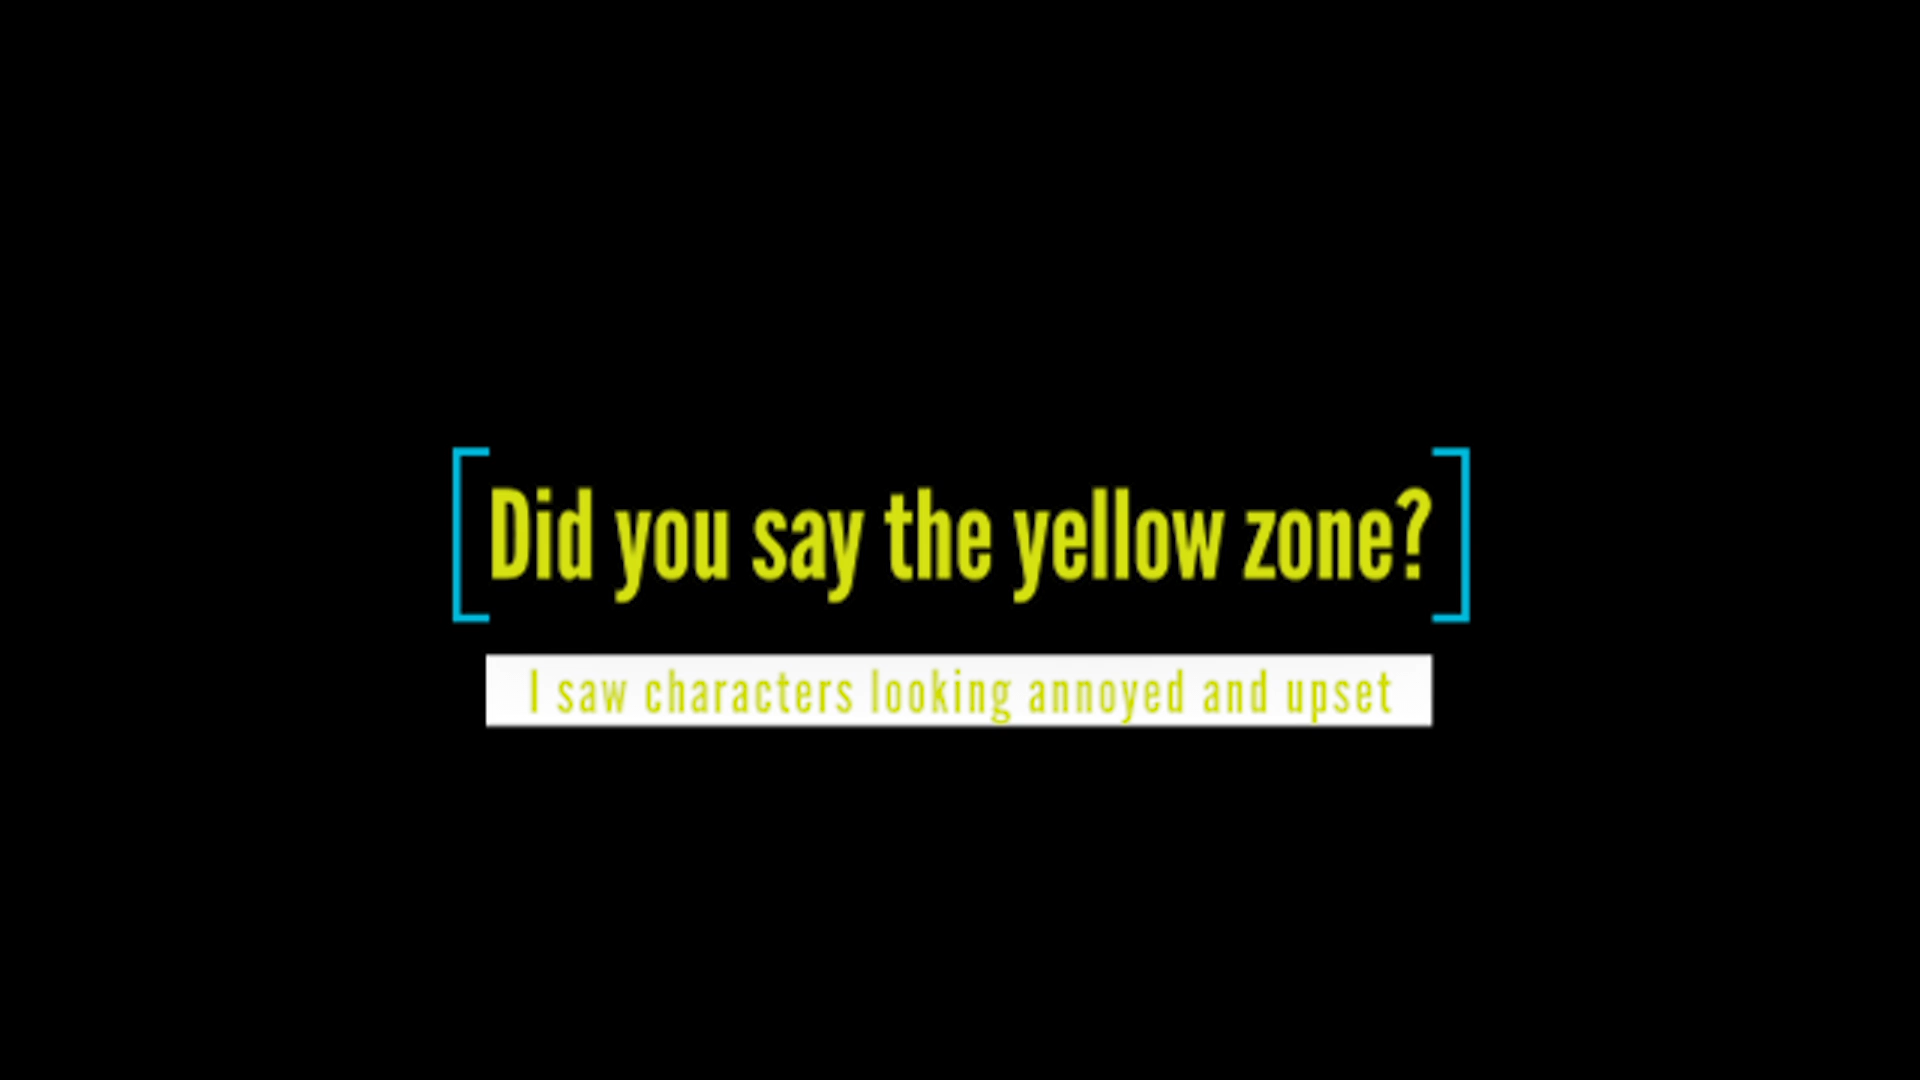 Did you say the yellow zone?
I saw characters looking annoyed and upset